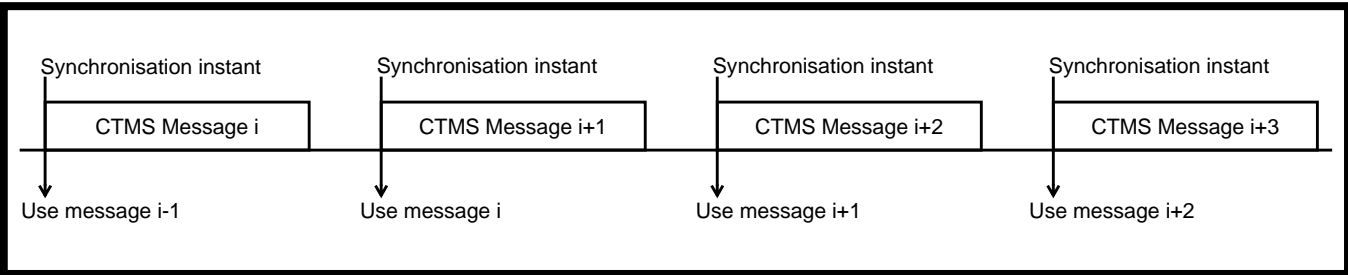 Synchronisation instant Synchronisation instant Synchronisation instant Synchronisation instant
CTMS Message i CTMS Message i+1 CTMS Message i+2 CTMS Message i+3
Use message i-1 Use message i Use message i+1 Use message i+2